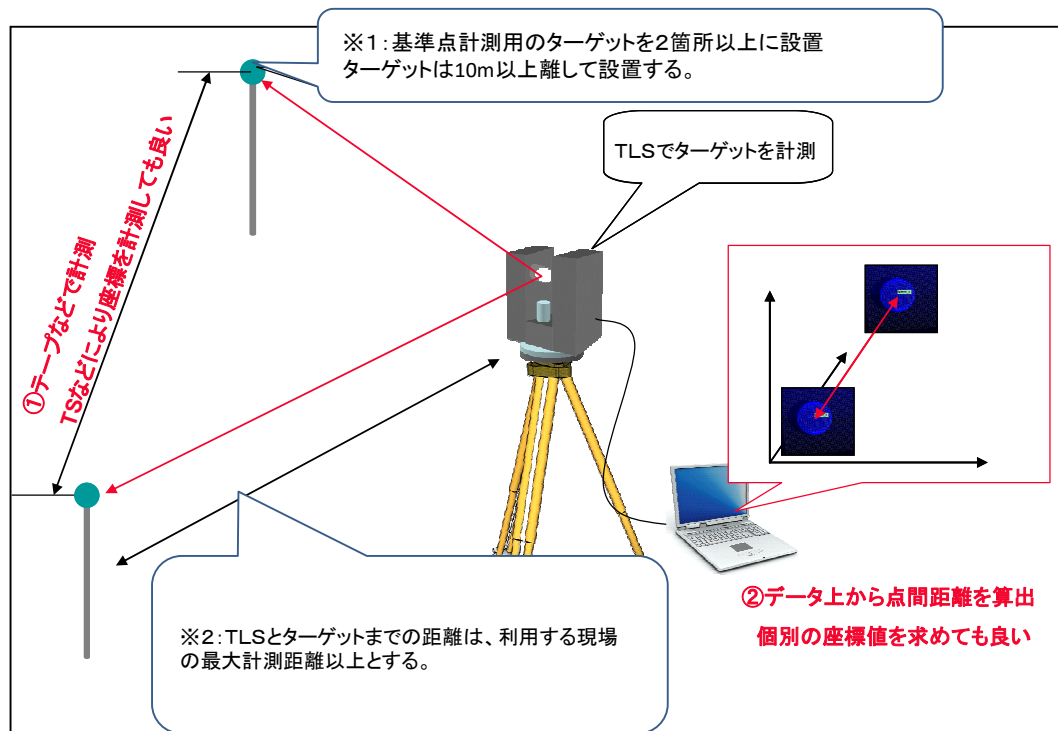 ※1:基準点計測用のターゲットを2箇所以上に設置
ターゲットは10m以上離して設置する。
TLSでターゲットを計測
①テープなどで計測
TSなどにより座標を計測しても良い
※2:TLSとターゲットまでの距離は、利用する現場
の最大計測距離以上とする。
②データ上から点間距離を算出
個別の座標値を求めても良い